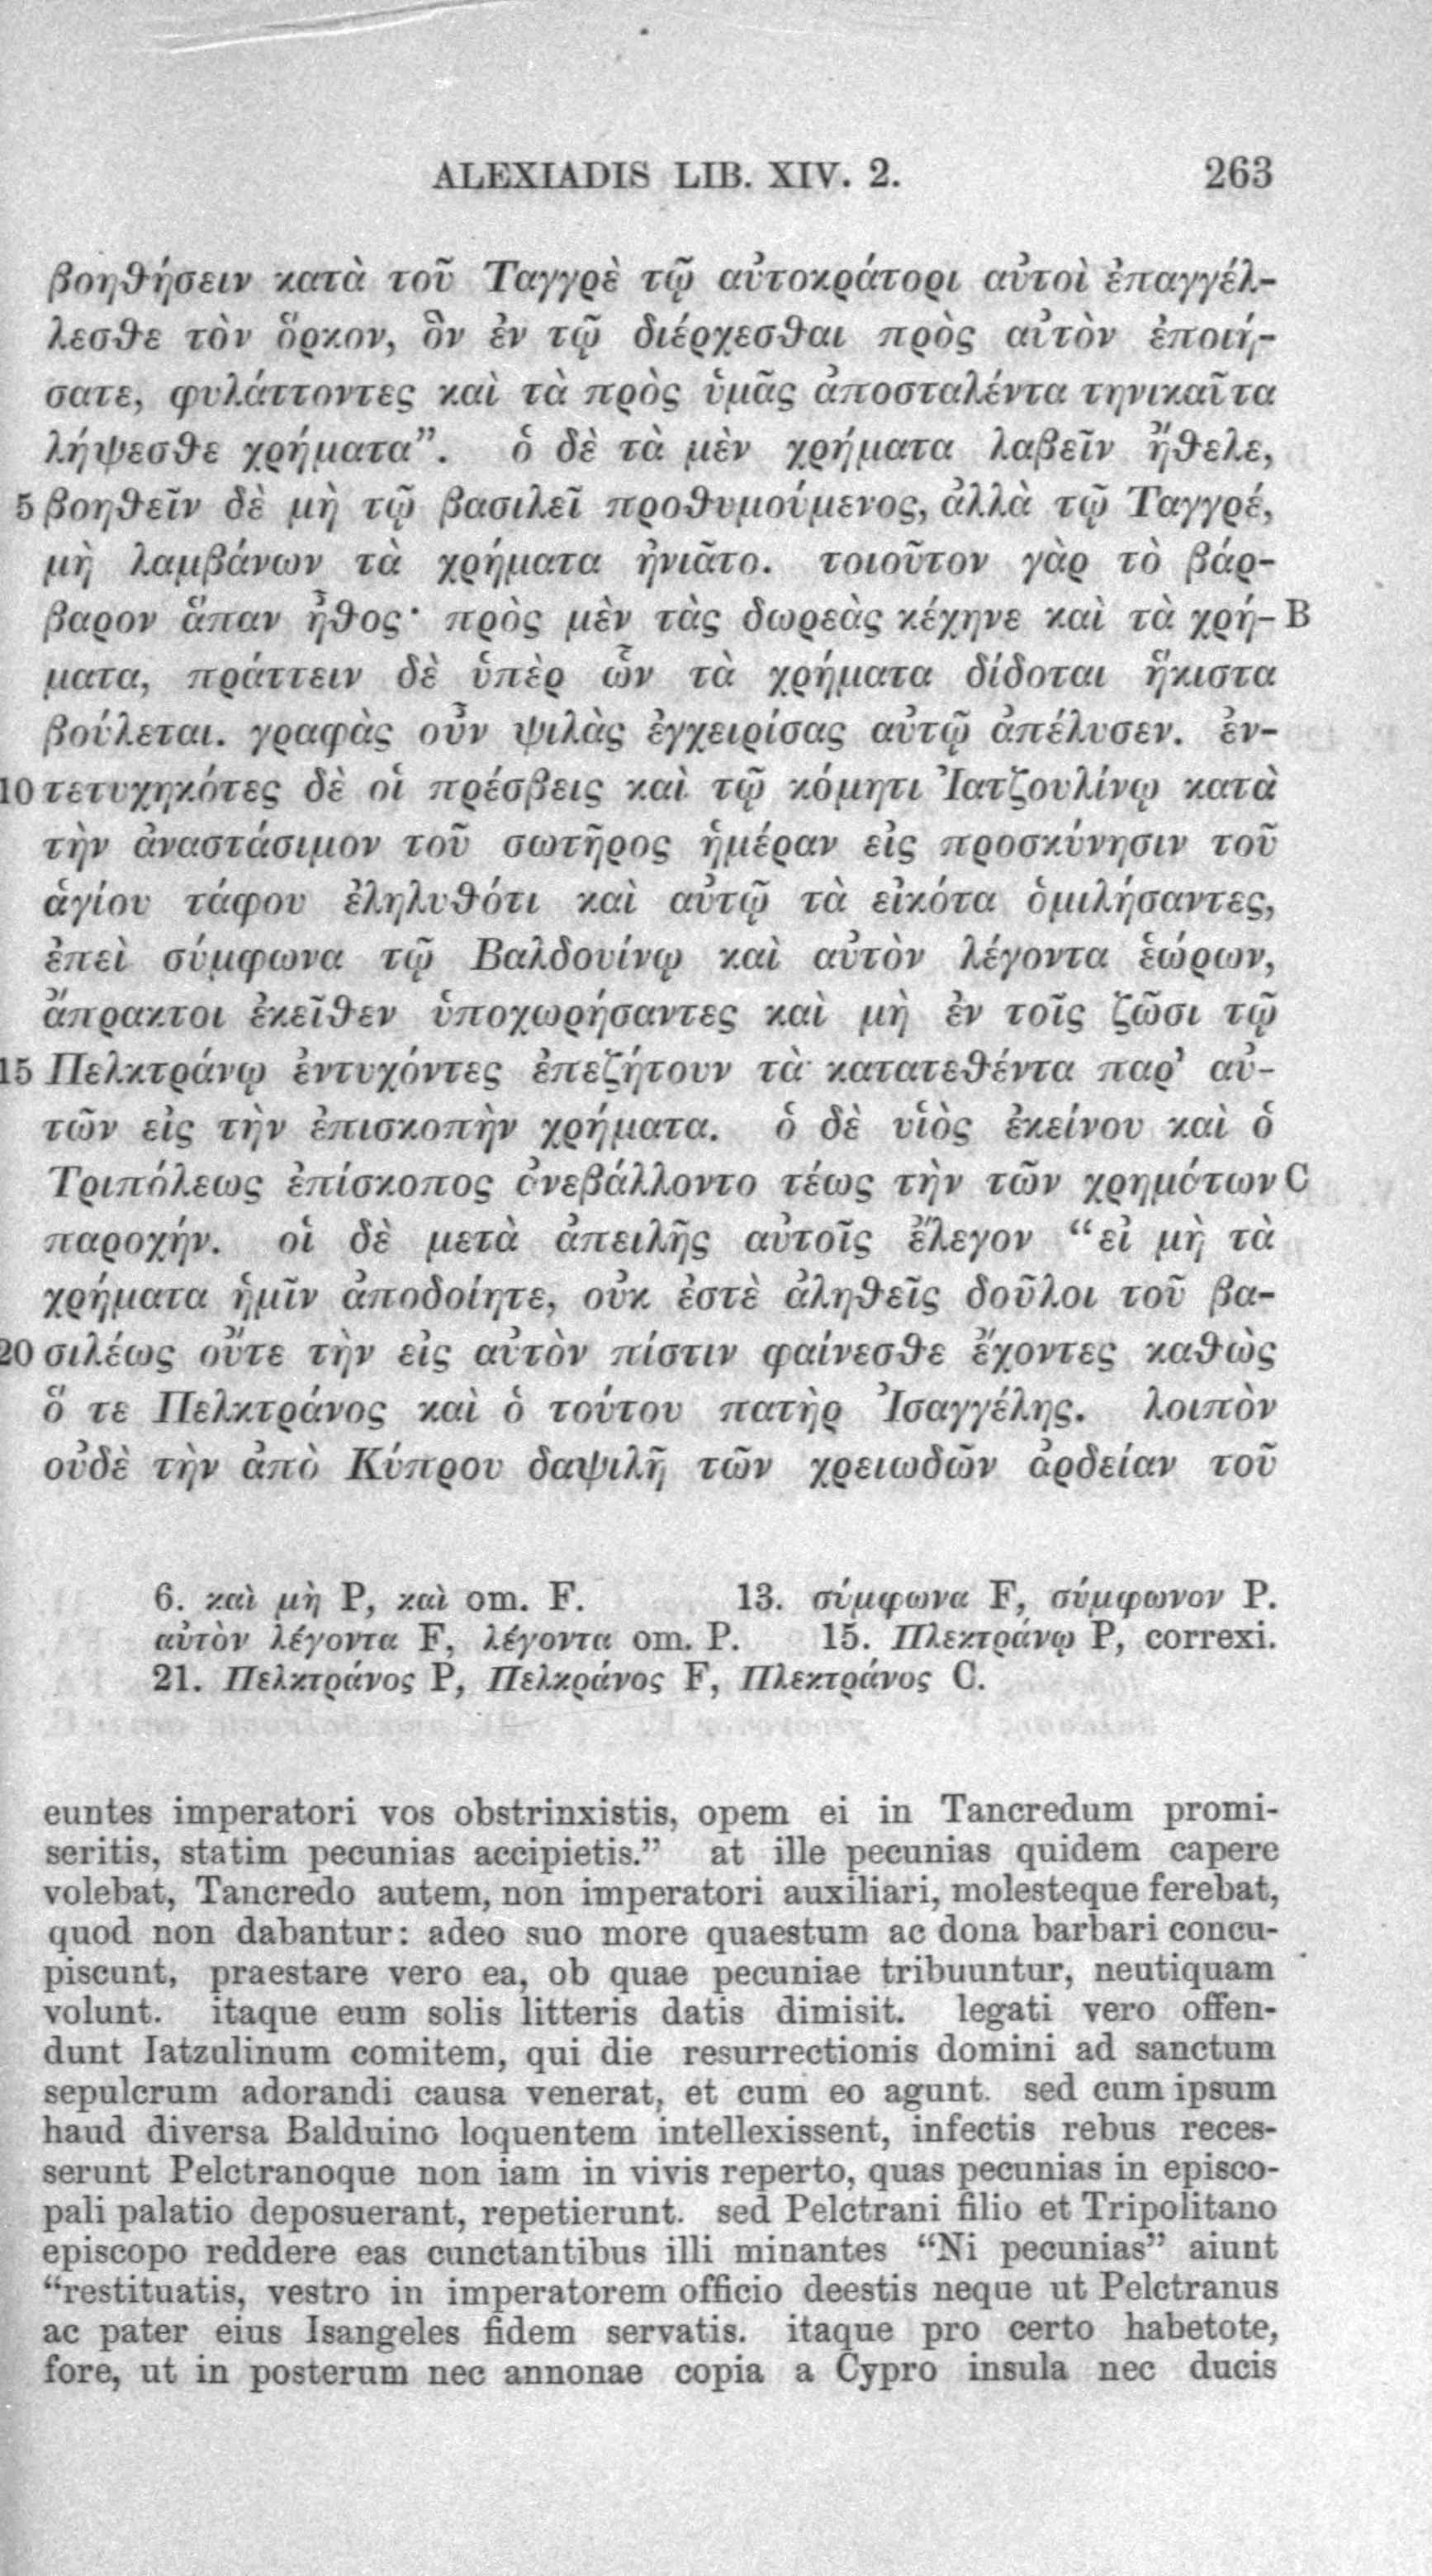 ALEXIADIS LIB. XIV. 2. 263
βοηθήσειν κατὰ τοῦ Ταγγρὲ τῷ αὐτοκράτορι αὐτοὶ ἐπαγγέλ-
λεσθε τὸν ὅρκον, ὃν ἐν τῷ διέρχεσθαι πρὸς αὐτὸν ἐποιή-
σατε, φυλάττοντες καὶ τὰ πρὸς ὑμᾶς ἀποσταλέντα τηνικαῦτα
λήψεσθε χρήματα”. ὁ δὲ τὰ μὲν χρήματα λαβεῖν ἤθελε,
5 βοηθεῖν δὲ μὴ τῷ βασιλεῖ προθυμούμενος, ἀλλὰ τῷ Ταγγρέ,
μὴ λαμβάνων τὰ χρήματα ἠνιᾶτο. τοιοῦτον γὰρ τὸ βάρ-
βαρον ἅπαν ἦθος· πρὸς μὲν τὰς δωρεὰς κέχηνε καὶ τὰ χρή- B
ματα, πράττειν δὲ ὑπὲρ ὧν τὰ χρήματα δίδοται ἥκιστα
βούλεται. γραφὰς οὖν ψιλὰς ἐγχειρίσας αὐτῷ ἀπέλυσεν. ἐν-
10 τετυχηκότες δὲ οἱ πρέσβεις καὶ τῷ κόμητι Ἰατζουλίνῳ κατὰ
τὴν ἀναστάσιμον τοῦ σωτῆρος ἡμέραν εἰς προσκύνησιν τοῦ
ἁγίου τάφου ἐληλυθότι καὶ αὐτῷ τὰ εἰκότα ὁμιλήσαντες,
ἐπεὶ σύμφωνα τῷ Βαλδουίνῳ καὶ αὐτὸν λέγοντα ἑώρων,
ἄπρακτοι ἐκεῖθεν ὑποχωρήσαντες καὶ μὴ ἐν τοῖς ζῶσι τῷ
15 Πελκτράνῳ ἐντυχόντες ἐπεζήτουν τὰ κατατεθέντα παρ’ αὐ-
τῶν εἰς τὴν ἐπισκοπὴν χρήματα. ὁ δὲ υἱὸς ἐκείνου καὶ ὁ
Τριπόλεως ἐπίσκοπος ἀνεβάλλοντο τέως τὴν τῶν χρημάτων C
παροχήν. οἱ δὲ μετὰ ἀπειλῆς αὐτοῖς ἔλεγον “εἰ μὴ τὰ
χρήματα ἡμῖν ἀποδοίητε, οὐκ ἐστὲ ἀληθεῖς δοῦλοι τοῦ βα-
20 σιλέως οὔτε τὴν εἰς αὐτὸν πίστιν φαίνεσθε ἔχοντες καθὼς
ὅ τε Πελκτράνος καὶ ὁ τούτου πατὴρ Ἰσαγγέλης. λοιπὸν
οὐδὲ τὴν ἀπὸ Κύπρου δαψιλῆ τῶν χρειωδῶν ἀρδείαν τοῦ
6. καὶ μὴ P, καὶ om. F. 13. σύμφωνα F, σύμφωνον P.
αὐτὸν λέγοντα F, λέγοντα om. P. 15. Πλεκτράνῳ P, correxi.
21. Πελκτράνος P, Πελκράνος F, Πλεκτράνος C.
euntes imperatori vos obstrinxistis, opem ei in Tancredum promi-
seritis, statim pecunias accipietis.” at ille pecunias quidem capere
volebat, Tancredo autem, non imperatori auxiliari, molesteque ferebat,
quod non dabantur: adeo suo more quaestum ac dona barbari concu-
piscunt, praestare vero ea, ob quae pecuniae tribuuntur, neutiquam
volunt. itaque eum solis litteris datis dimisit. legati vero offen-
dunt Iatzulinum comitem, qui die resurrectionis domini ad sanctum
sepulcrum adorandi causa venerat, et cum eo agunt. sed cum ipsum
haud diversa Balduino loquentem intellexissent, infectis rebus reces-
serunt Pelctranoque non iam in vivis reperto, quas pecunias in episco-
pali palatio deposuerant, repetierunt. sed Pelctrani filio et Tripolitano
episcopo reddere eas cunctantibus illi minantes “Ni pecunias” aiunt
“restituatis, vestro in imperatorem officio deestis neque ut Pelctranus
ac pater eius Isangeles fidem servatis. itaque pro certo habetote,
fore, ut in posterum nec annonae copia a Cypro insula nec ducis